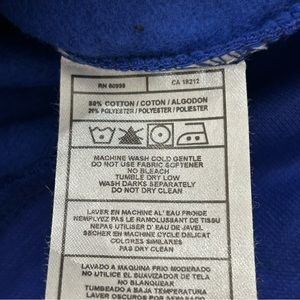 RN 60999 CA 18212
80% COTTON / COTON / ALGODON
20% POLYESTER / POLYESTER / POLIESTER
MACHINE WASH COLD GENTLE
DO NOT USE FABRIC SOFTENER
NO BLEACH
TUMBLE DRY LOW
WASH DARKS SEPARATELY
DO NOT DRY CLEAN
LAVER EN MACHINE AL' EAU FROIDE
NEMPLYEZ PAS LE RAMOLLISSANT DE TISSU
NEPAS UTILISER D' EAU DE JAVEL
SECHER EN MACHINE CYCLE DELICAT
COLORES SIMILARES
PAS DRY CLEAN
LAVADO A MAQUINA FRIO MODERADO
NO UTILICE EL SUAVIZADOR DE TELA
NO BLANQUEAR
TUMBEADO A BAJA TEMPERATURA
LAVAR OSCUROS POR SEPARADO